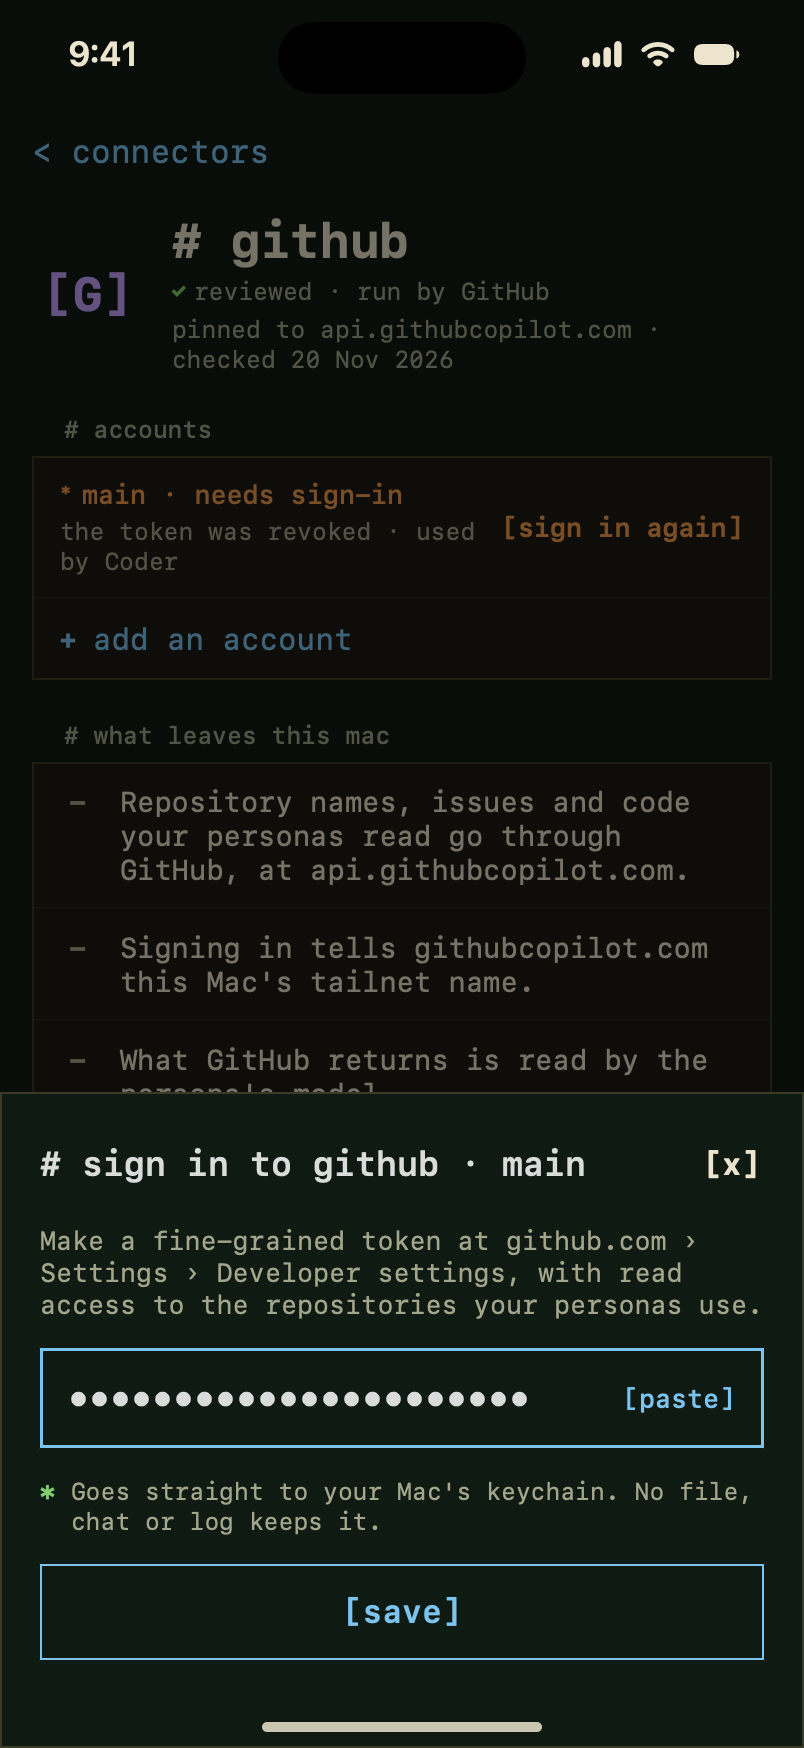 9:41
< connectors
[G]
# github
✓ reviewed · run by GitHub
pinned to api.githubcopilot.com ·
checked 20 Nov 2026
# accounts
* main · needs sign-in
the token was revoked · used
by Coder
[sign in again]
+ add an account
# what leaves this mac
- Repository names, issues and code
your personas read go through
GitHub, at api.githubcopilot.com.
- Signing in tells githubcopilot.com
this Mac's tailnet name.
- What GitHub returns is read by the
# sign in to github · main [x]
Make a fine-grained token at github.com ›
Settings › Developer settings, with read
access to the repositories your personas use.
●●●●●●●●●●●●●●●●●●●●●● [paste]
* Goes straight to your Mac's keychain. No file,
chat or log keeps it.
[save]